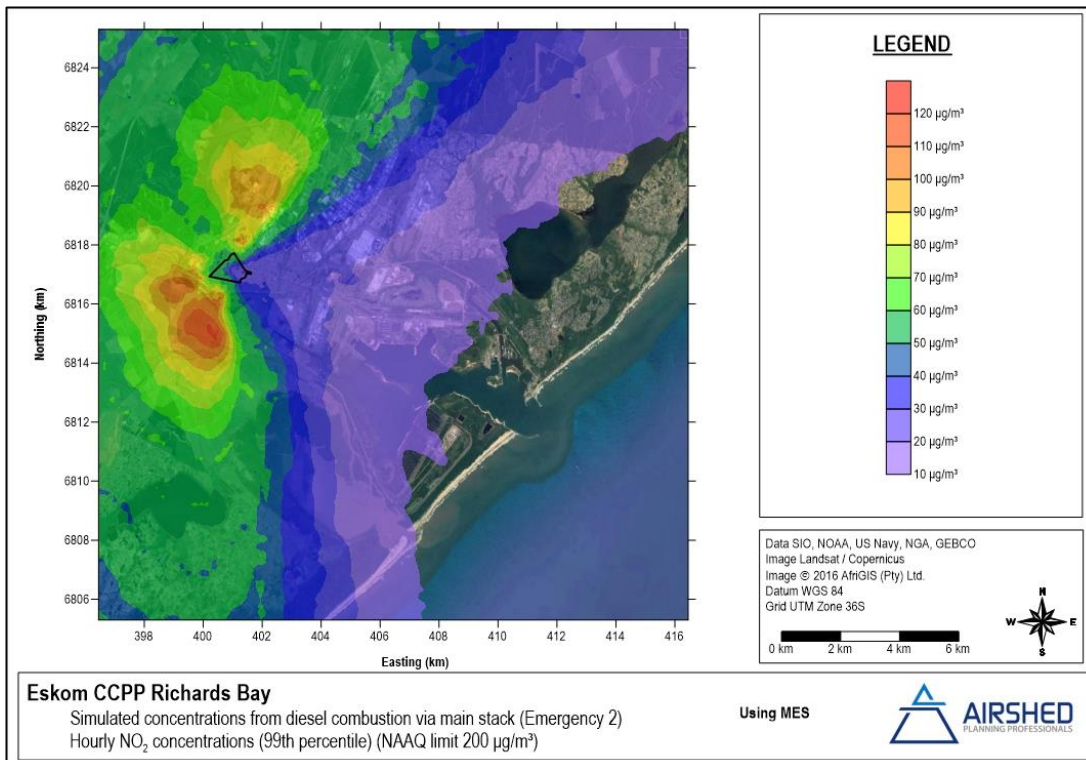 LEGEND
120 µg/m³
110 µg/m³
100 µg/m³
90 µg/m³
80 µg/m³
70 µg/m³
60 µg/m³
50 µg/m³
40 µg/m³
30 µg/m³
20 µg/m³
10 µg/m³
6824
6822
6820
6818
6816
6814
6812
6810
6808
6806
Northing (km)
398 400 402 404 406 408 410 412 414 416
Easting (km)
Data SIO, NOAA, US Navy, NGA, GEBCO
Image Landsat / Copernicus
Image © 2016 AfriGIS (Pty) Ltd.
Datum WGS 84
Grid UTM Zone 36S
N
W E
S
0 km 2 km 4 km 6 km
Eskom CCPP Richards Bay
Simulated concentrations from diesel combustion via main stack (Emergency 2)
Hourly NO₂ concentrations (99th percentile) (NAAQ limit 200 µg/m³)
Using MES
AIRSHED
PLANNING PROFESSIONALS